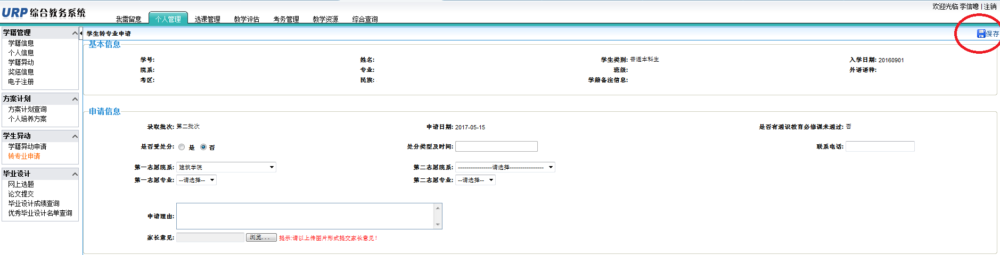 欢迎光临 李信噫 | 注销
URP 综合教务系统
我需留意 个人管理 选课管理 教学评估 考务管理 教学资源 综合查询
学籍管理
学籍信息
个人信息
学籍异动
奖惩信息
电子注册
方案计划
方案计划查询
个人培养方案
学生异动
学籍异动申请
转专业申请
毕业设计
网上选题
论文提交
毕业设计成绩查询
优秀毕业设计名单查询
学生转专业申请 保存
基本信息
学号: 姓名: 学生类别: 普通本科生 入学日期: 20160901
院系: 专业: 班级: 外语语种:
考区: 民族: 学籍备注信息:
申请信息
录取批次: 第二批次 申请日期: 2017-05-15 是否有通识教育必修课未通过: 否
是否受处分: 是 否 处分类型及时间: 联系电话:
第一志愿院系: 建筑学院 第二志愿院系: ----------------请选择----------------
第一志愿专业: --请选择-- 第二志愿专业: --请选择--
申请理由:
家长意见: 浏览... 提示:请以上传图片形式提交家长意见!